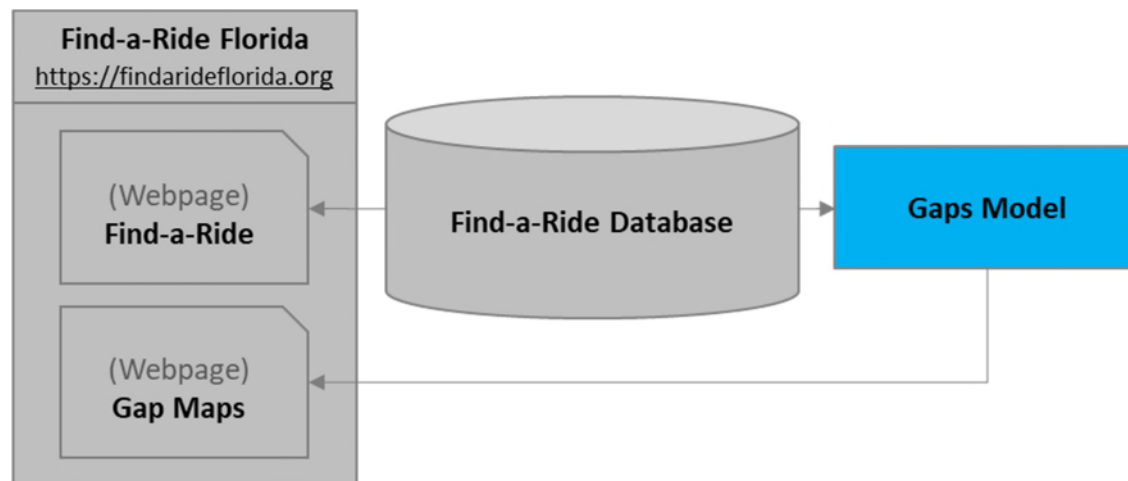 Find-a-Ride Florida
https://findarideflorida.org
(Webpage)
Find-a-Ride
Find-a-Ride Database
Gaps Model
(Webpage)
Gap Maps